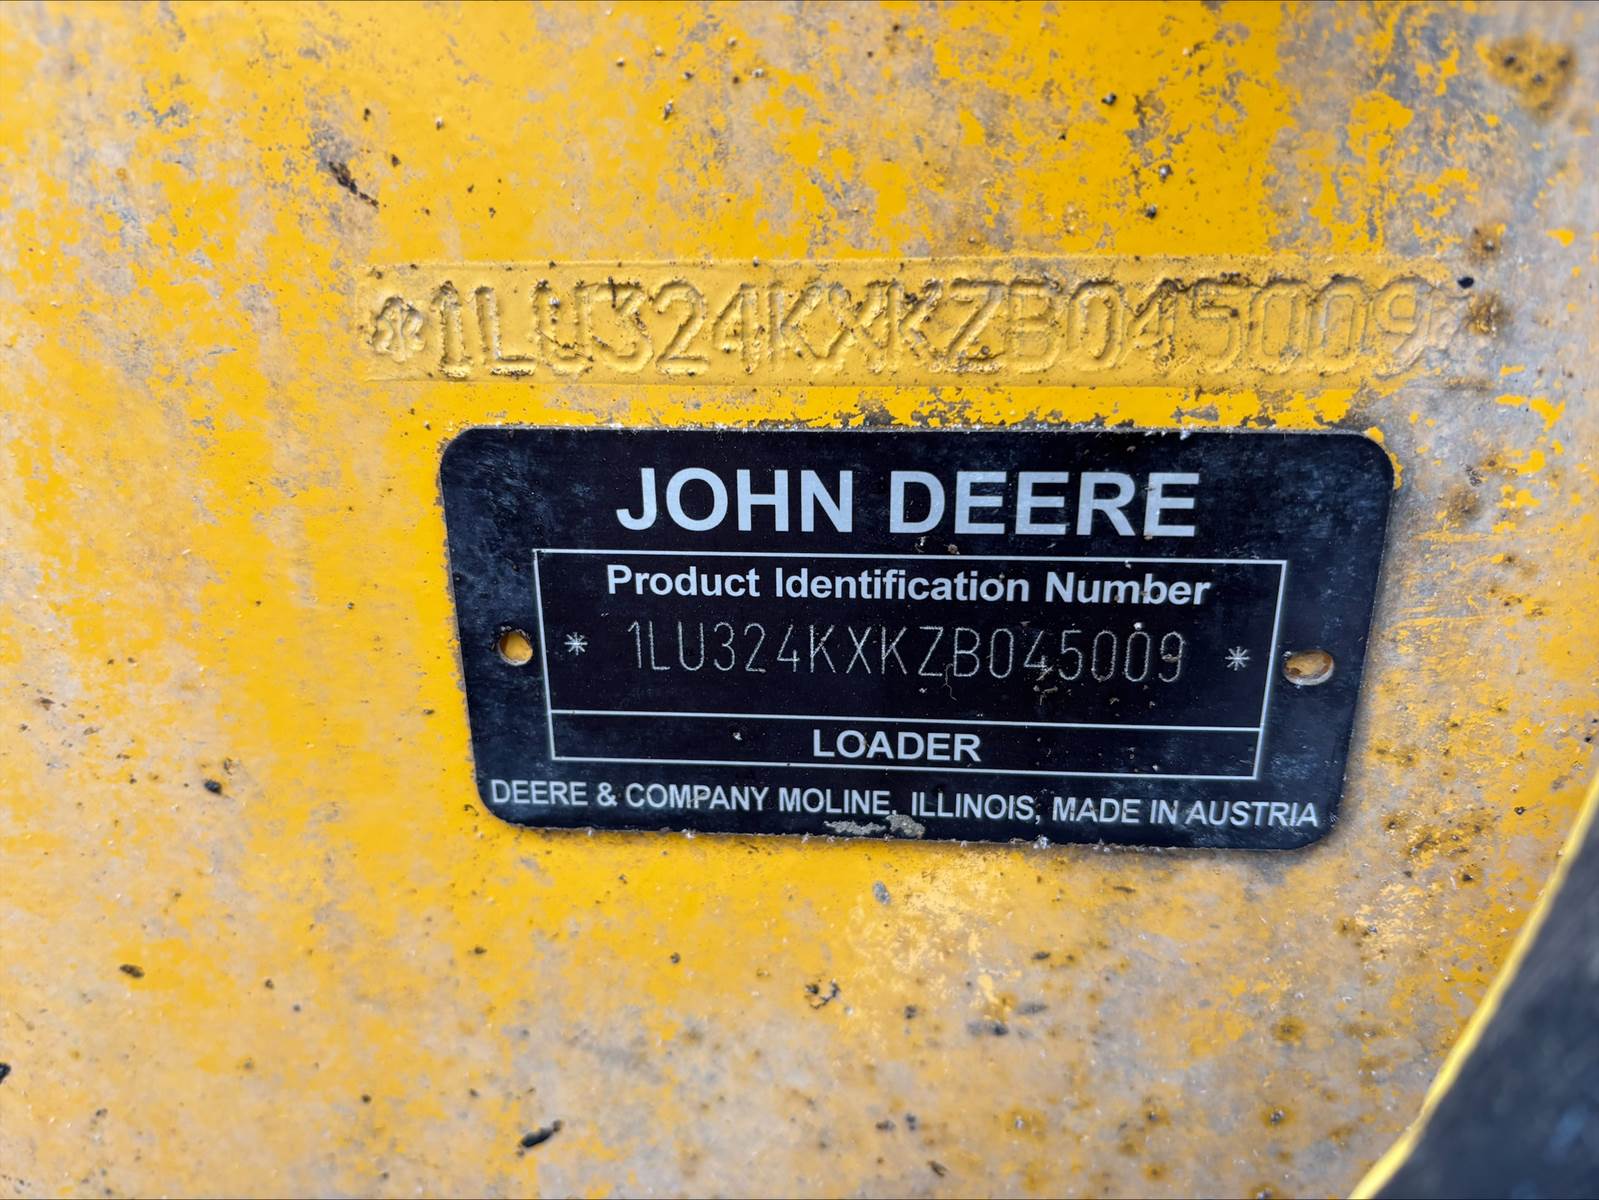 *1LU324KXKZB045009*
JOHN DEERE
Product Identification Number
* 1LU324KXKZB045009 *
LOADER
DEERE & COMPANY MOLINE, ILLINOIS, MADE IN AUSTRIA